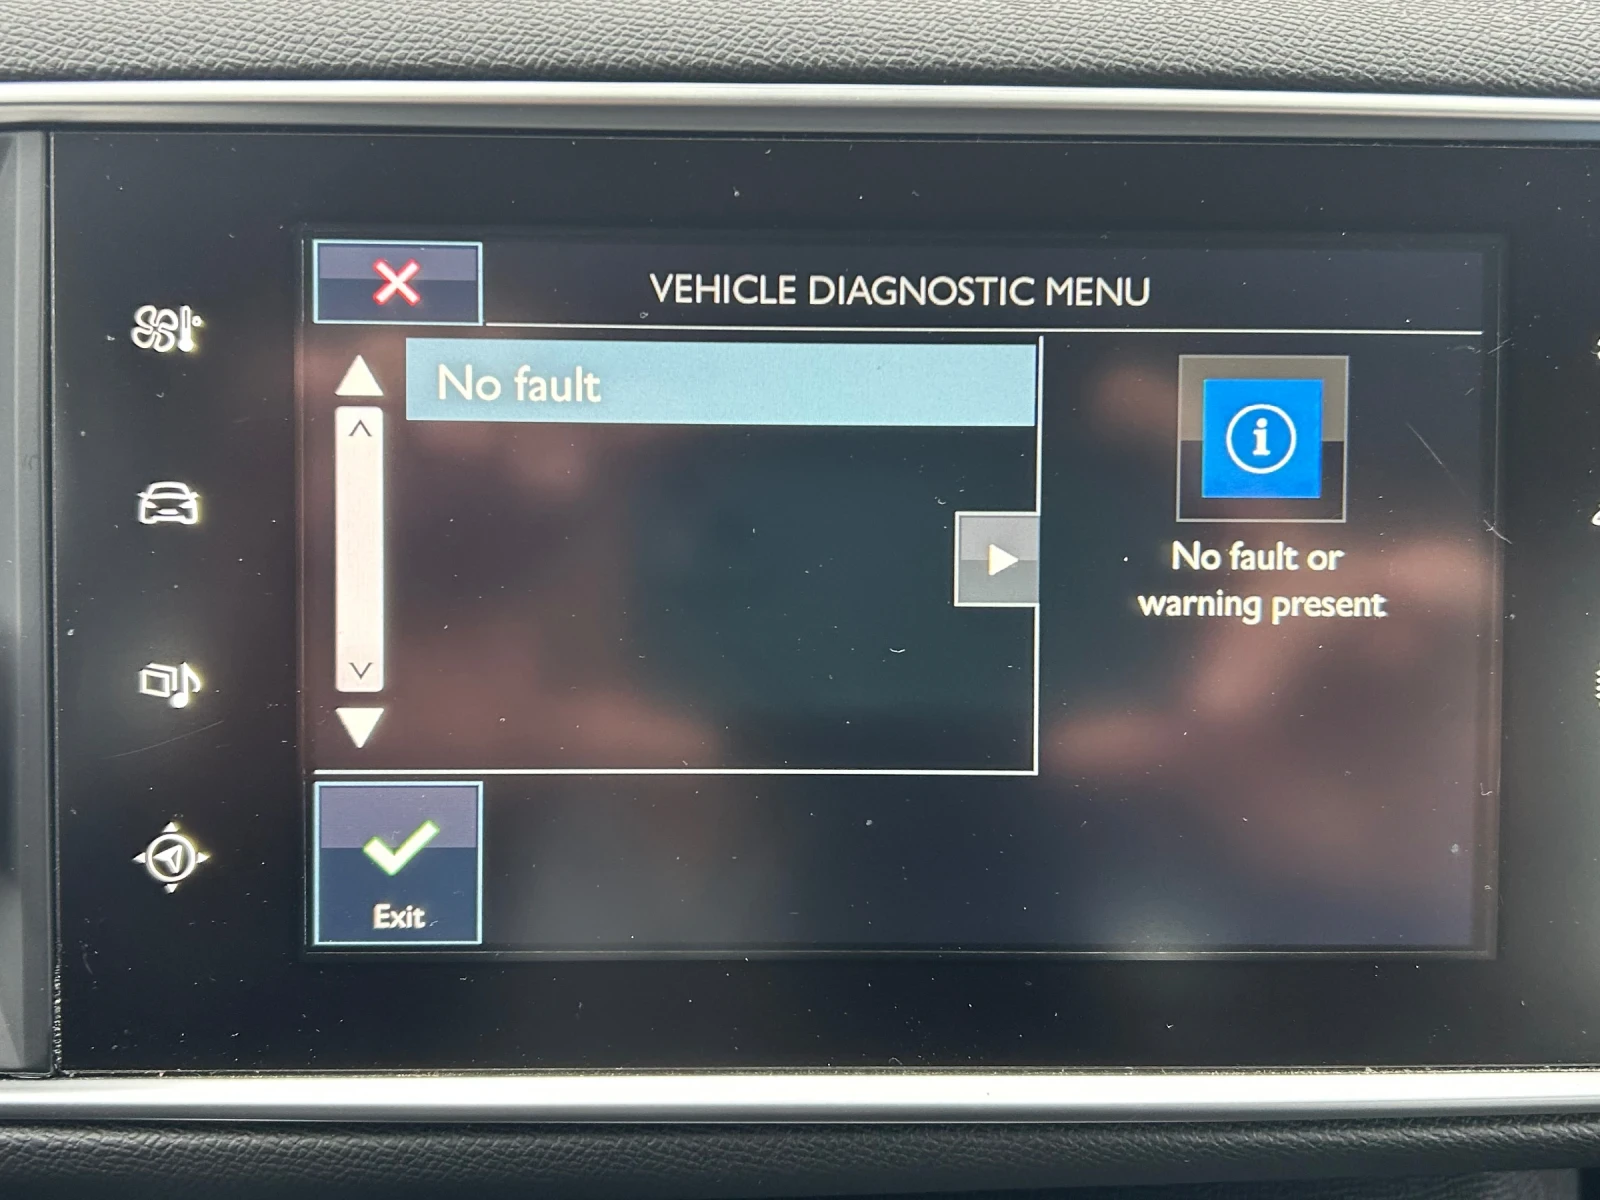 VEHICLE DIAGNOSTIC MENU
No fault
No fault or
warning present
Exit